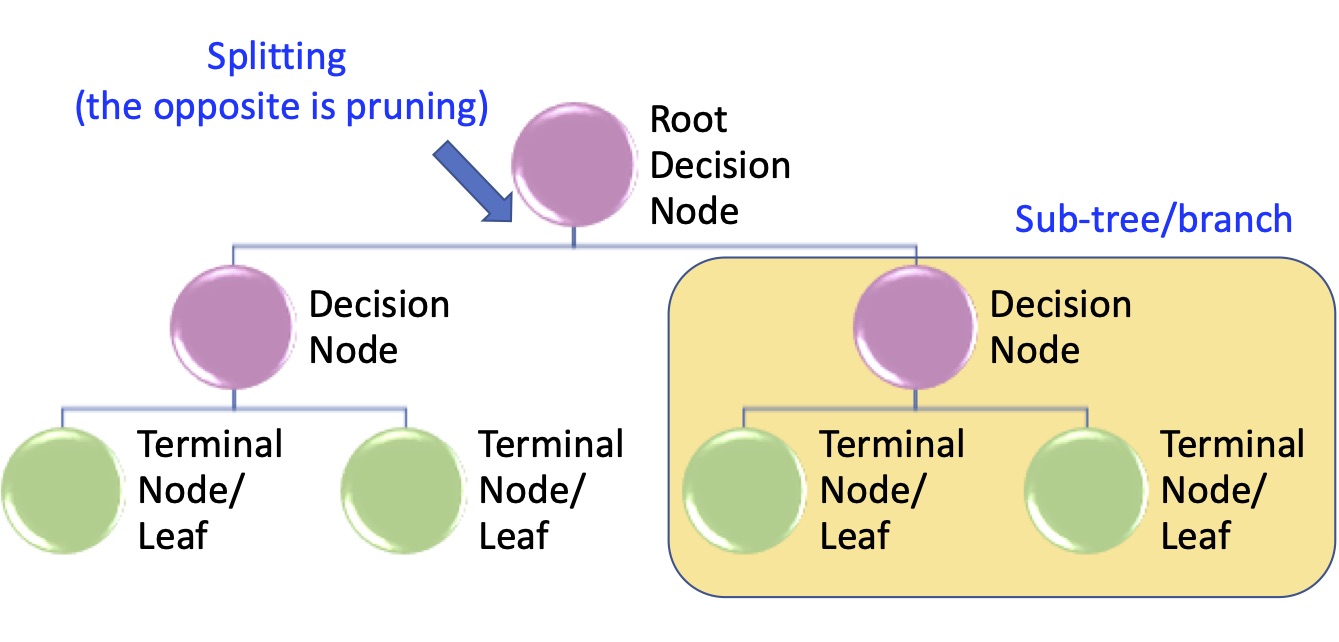 Splitting
(the opposite is pruning)
Root
Decision
Node
Sub-tree/branch
Decision
Node
Decision
Node
Terminal
Node/
Leaf
Terminal
Node/
Leaf
Terminal
Node/
Leaf
Terminal
Node/
Leaf